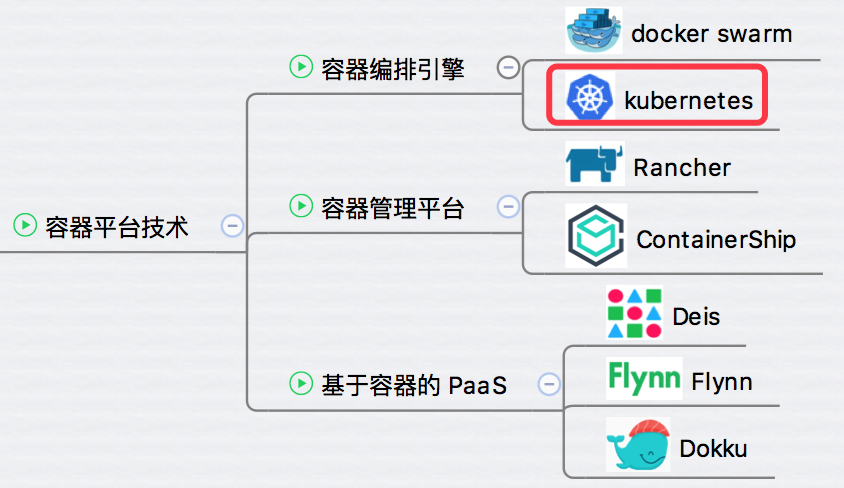 容器平台技术
容器编排引擎
docker swarm
kubernetes
容器管理平台
Rancher
ContainerShip
基于容器的 PaaS
Deis
Flynn Flynn
Dokku